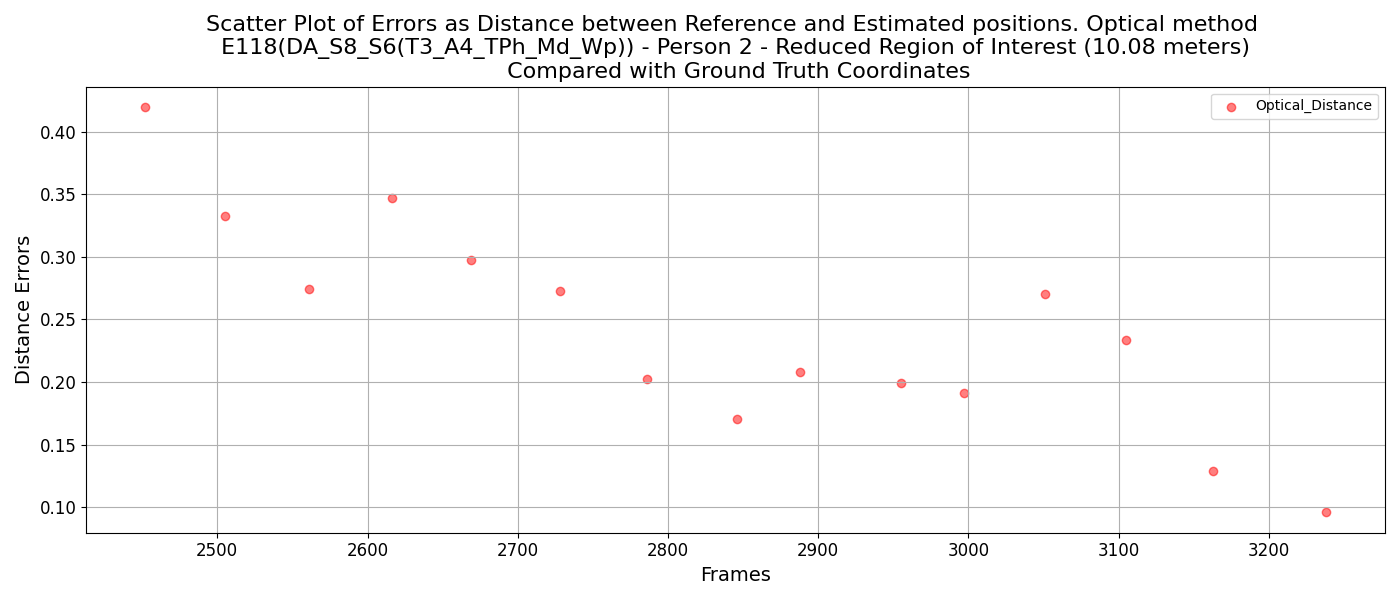 Scatter Plot of Errors as Distance between Reference and Estimated positions. Optical method
E118(DA_S8_S6(T3_A4_TPh_Md_Wp)) - Person 2 - Reduced Region of Interest (10.08 meters)
Compared with Ground Truth Coordinates
Optical_Distance
Distance Errors
0.40
0.35
0.30
0.25
0.20
0.15
0.10
2500 2600 2700 2800 2900 3000 3100 3200
Frames